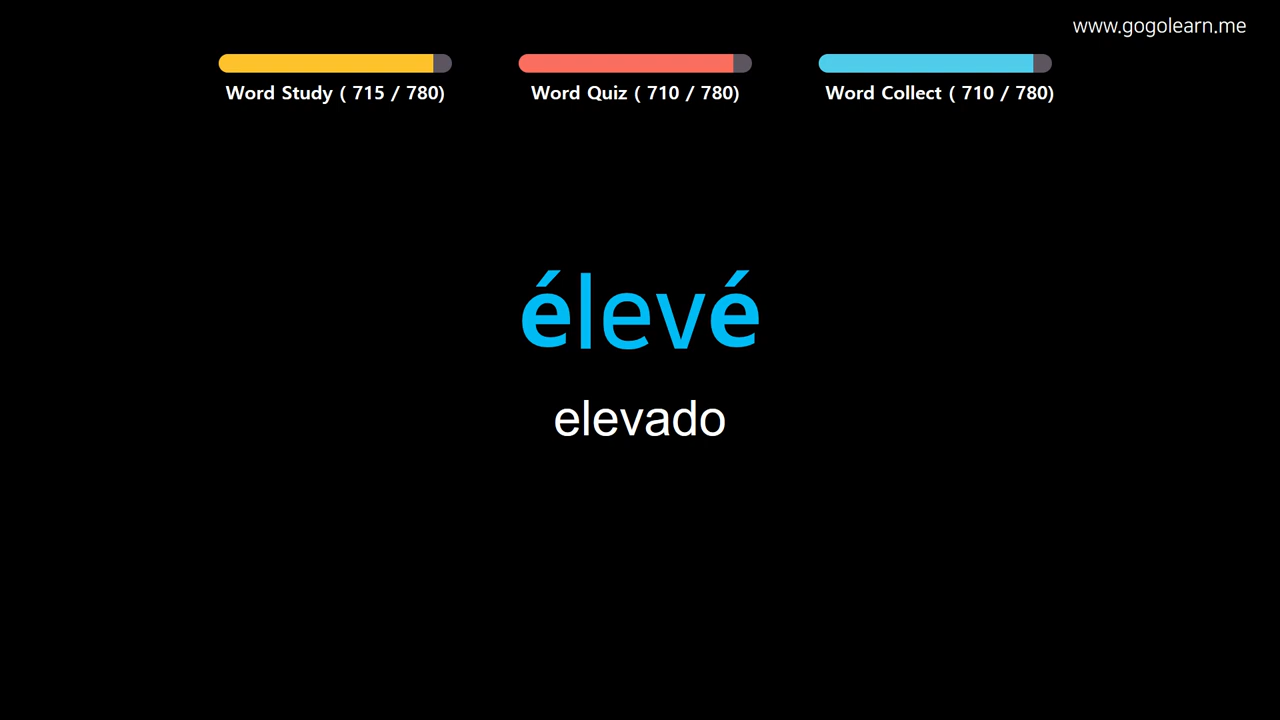 www.gogolearn.me
Word Study ( 715 / 780)
Word Quiz ( 710 / 780)
Word Collect ( 710 / 780)
élevé
elevado